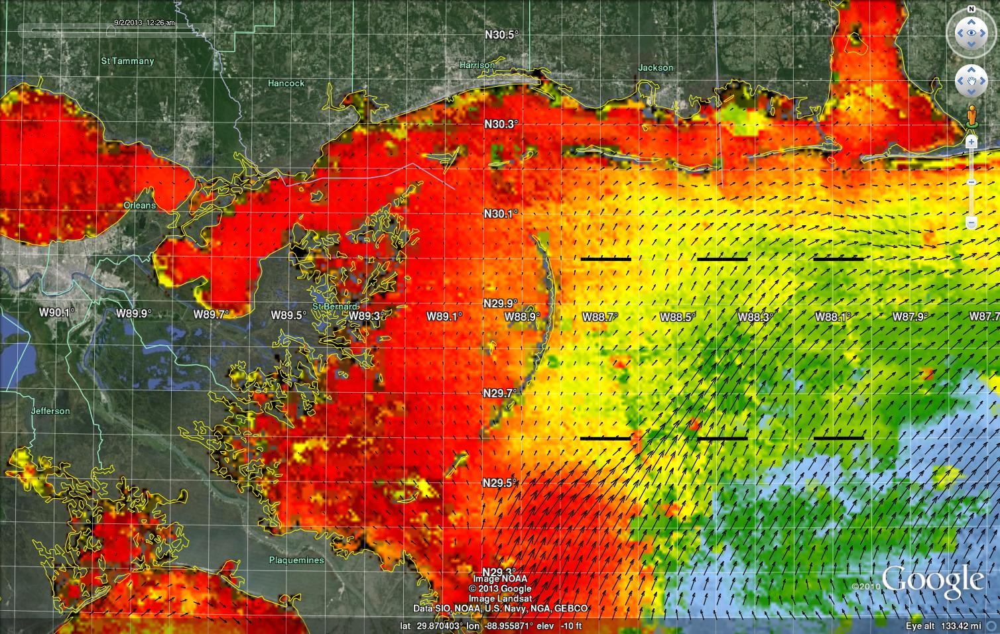 N
9/2/2013 12:26 am
N30.5°
St Tammany
Harrison
Jackson
Hancock
N30.3°
Orleans
N30.1°
N29.9°
St Bernard
W90.1° W89.9° W89.7° W89.5° W89.3° W89.1° W88.9° W88.7° W88.5° W88.3° W88.1° W87.9° W87.7
N29.7°
Jefferson
N29.5°
Plaquemines
N29.3°
Image NOAA
© 2013 Google
Image Landsat
Data SIO, NOAA, U.S. Navy, NGA, GEBCO
©2010 Google
lat 29.870403° lon -88.955871° elev -10 ft
Eye alt 133.42 mi